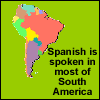 Spanish is
spoken in
most of
South
America